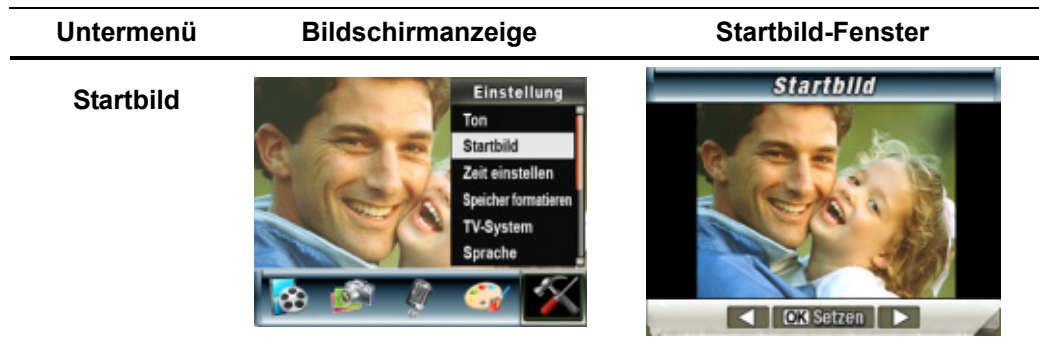 Untermenü Bildschirmanzeige Startbild-Fenster
Startbild
Einstellung
Ton
Startbild
Zeit einstellen
Speicher formatieren
TV-System
Sprache
Startbild
OK Setzen